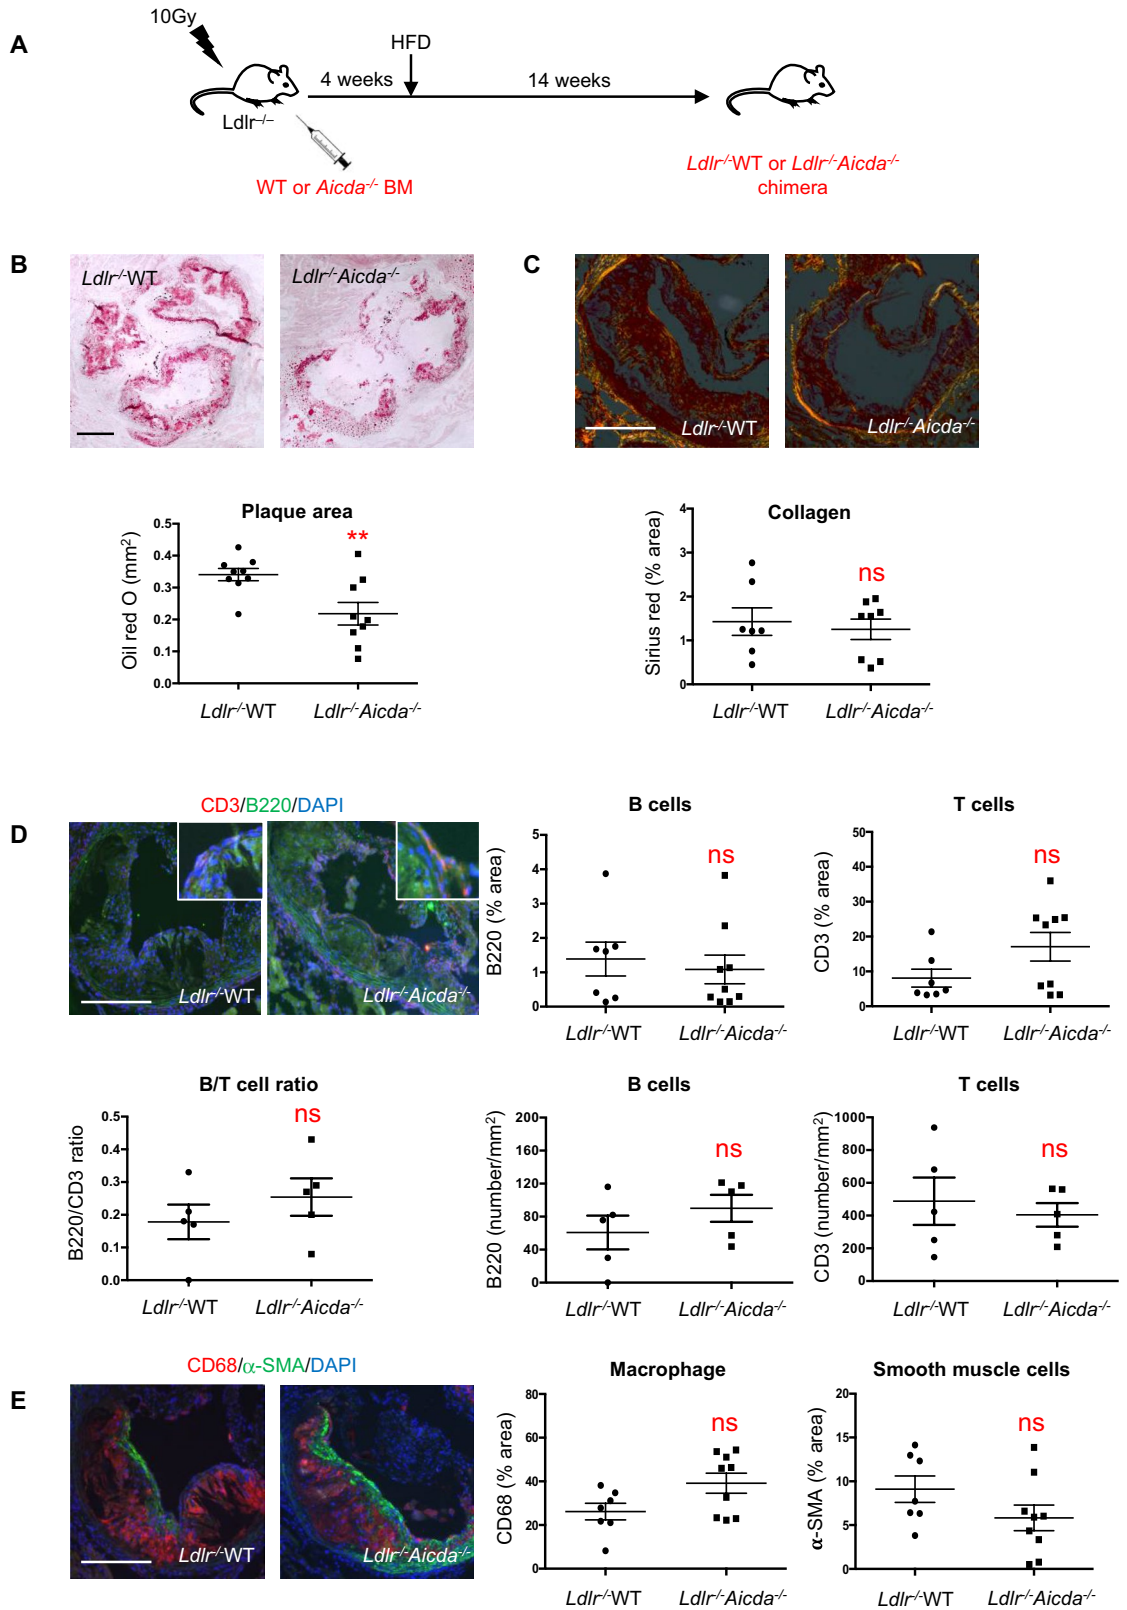 A
10Gy
HFD
4 weeks
14 weeks
Ldlr–/–
WT or Aicda-/- BM
Ldlr/-WT or Ldlr/-Aicda-/-
chimera
B
Ldlr/-WT
Ldlr/-Aicda-/-
C
Ldlr/-WT
Ldlr/-Aicda-/-
Plaque area
Oil red O (mm2)
0.5
0.4
0.3
0.2
0.1
0.0
**
Ldlr/-WT
Ldlr/-Aicda-/-
Collagen
Sirius red (% area)
4
3
2
1
0
ns
Ldlr/-WT
Ldlr/-Aicda-/-
D
CD3/B220/DAPI
Ldlr/-WT
Ldlr/-Aicda-/-
B cells
B220 (% area)
5
4
3
2
1
0
ns
Ldlr/-WT
Ldlr/-Aicda-/-
T cells
CD3 (% area)
50
40
30
20
10
0
ns
Ldlr/-WT
Ldlr/-Aicda-/-
B/T cell ratio
B220/CD3 ratio
0.5
0.4
0.3
0.2
0.1
0.0
ns
Ldlr/-WT
Ldlr/-Aicda-/-
B cells
B220 (number/mm2)
200
160
120
80
40
0
ns
Ldlr/-WT
Ldlr/-Aicda-/-
T cells
CD3 (number/mm2)
1000
800
600
400
200
0
ns
Ldlr/-WT
Ldlr/-Aicda-/-
E
CD68/α-SMA/DAPI
Ldlr/-WT
Ldlr/-Aicda-/-
Macrophage
CD68 (% area)
80
60
40
20
0
ns
Ldlr/-WT
Ldlr/-Aicda-/-
Smooth muscle cells
α-SMA (% area)
20
15
10
5
0
ns
Ldlr/-WT
Ldlr/-Aicda-/-